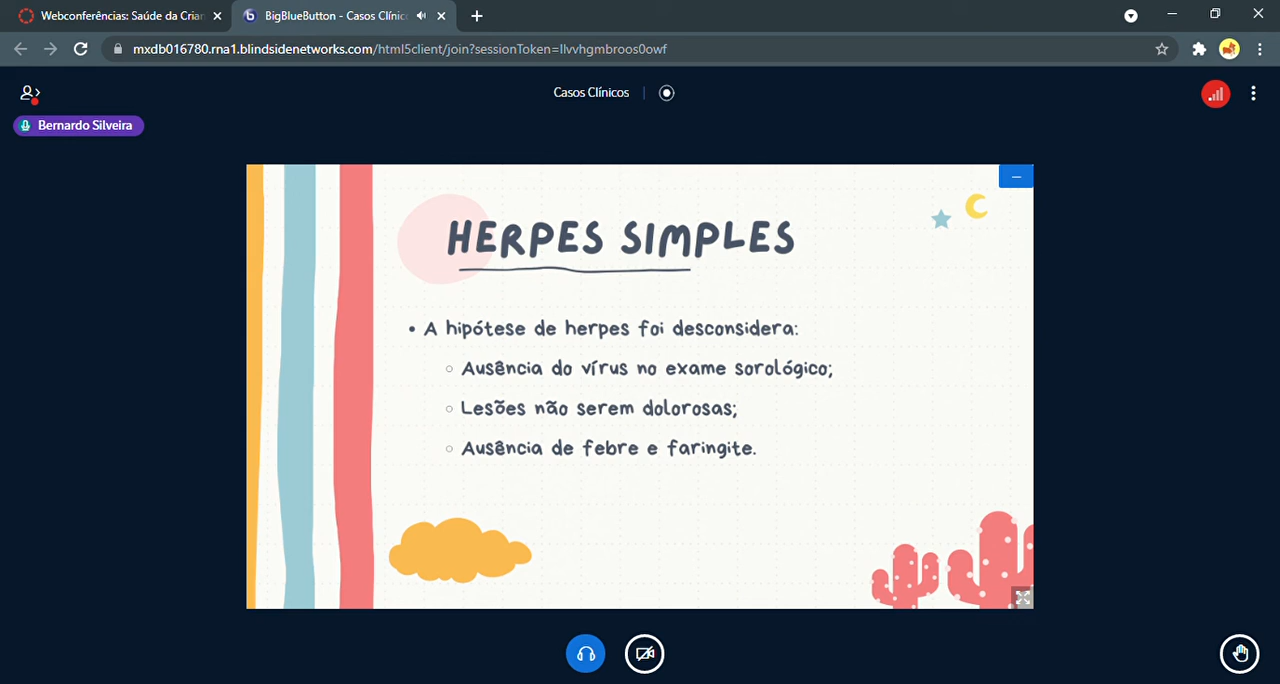 Webconferências: Saúde da Crian
BigBlueButton - Casos Clínic
mxdb016780.rna1.blindsidenetworks.com/html5client/join?sessionToken=llvvhgmbroos0owf
Casos Clínicos
Bernardo Silveira
HERPES SIMPLES
• A hipótese de herpes foi desconsidera:
○ Ausência do vírus no exame sorológico;
○ Lesões não serem dolorosas;
○ Ausência de febre e faringite.